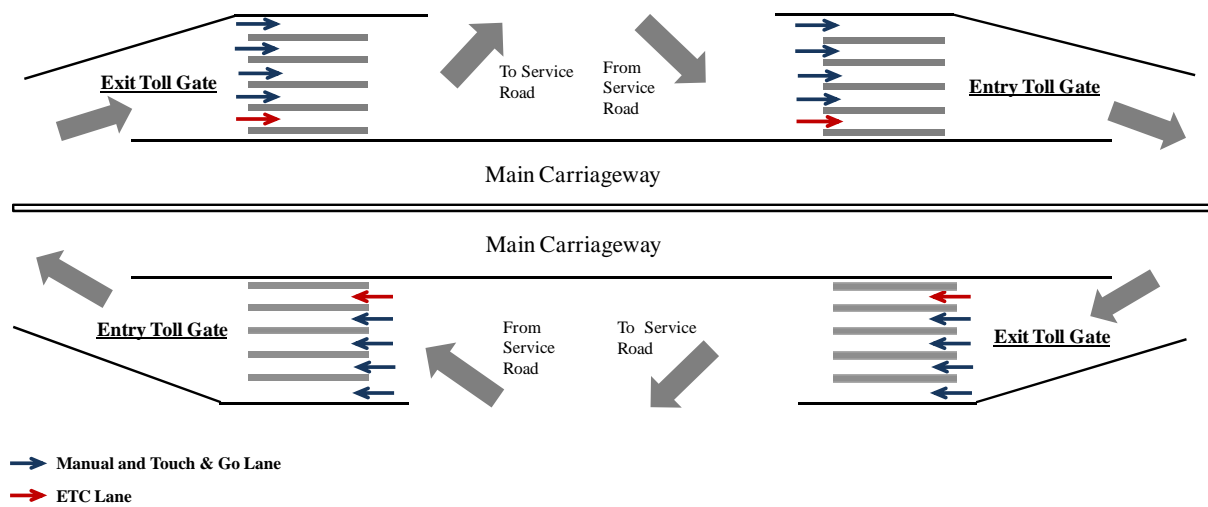 Exit Toll Gate
To Service
Road
From
Service
Road
Entry Toll Gate
Main Carriageway
Main Carriageway
Entry Toll Gate
From
Service
Road
To Service
Road
Exit Toll Gate
Manual and Touch & Go Lane
ETC Lane